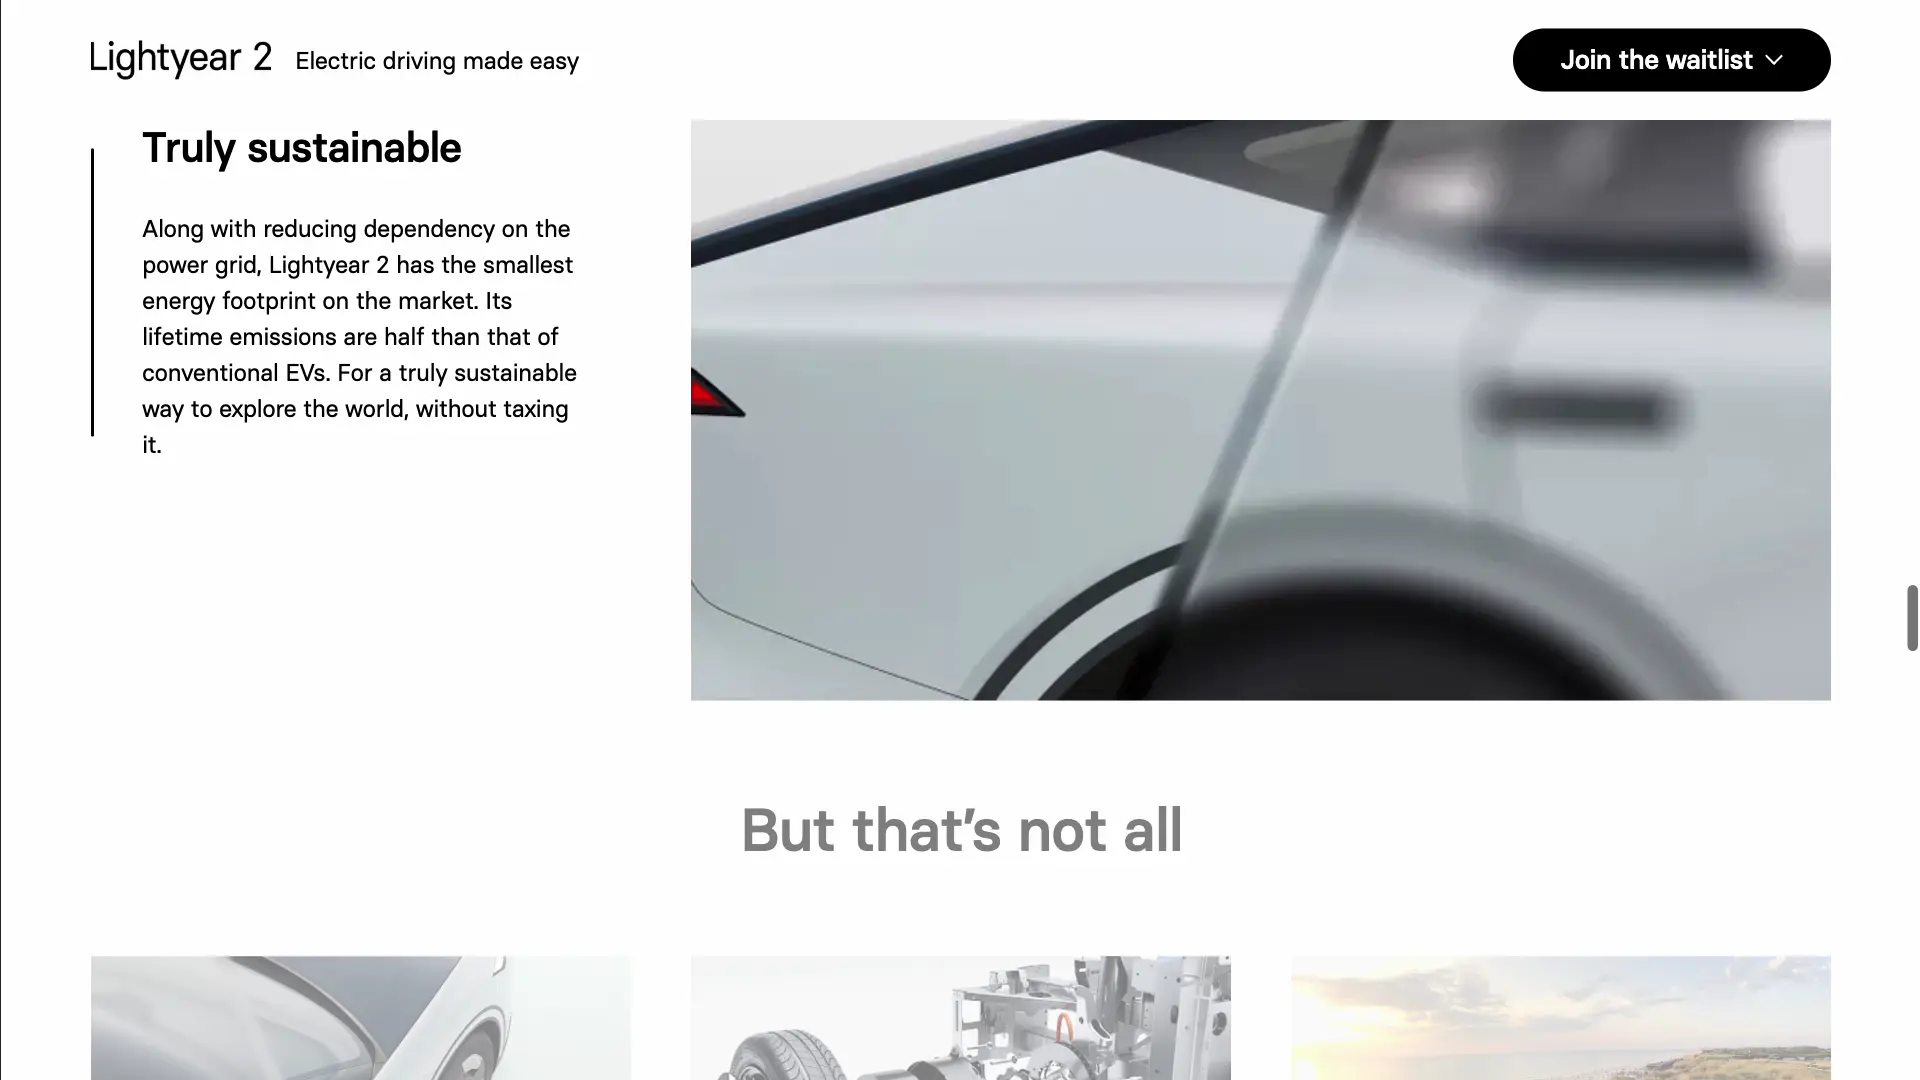 Lightyear 2 Electric driving made easy
Join the waitlist
Truly sustainable
Along with reducing dependency on the
power grid, Lightyear 2 has the smallest
energy footprint on the market. Its
lifetime emissions are half than that of
conventional EVs. For a truly sustainable
way to explore the world, without taxing
it.
But that’s not all